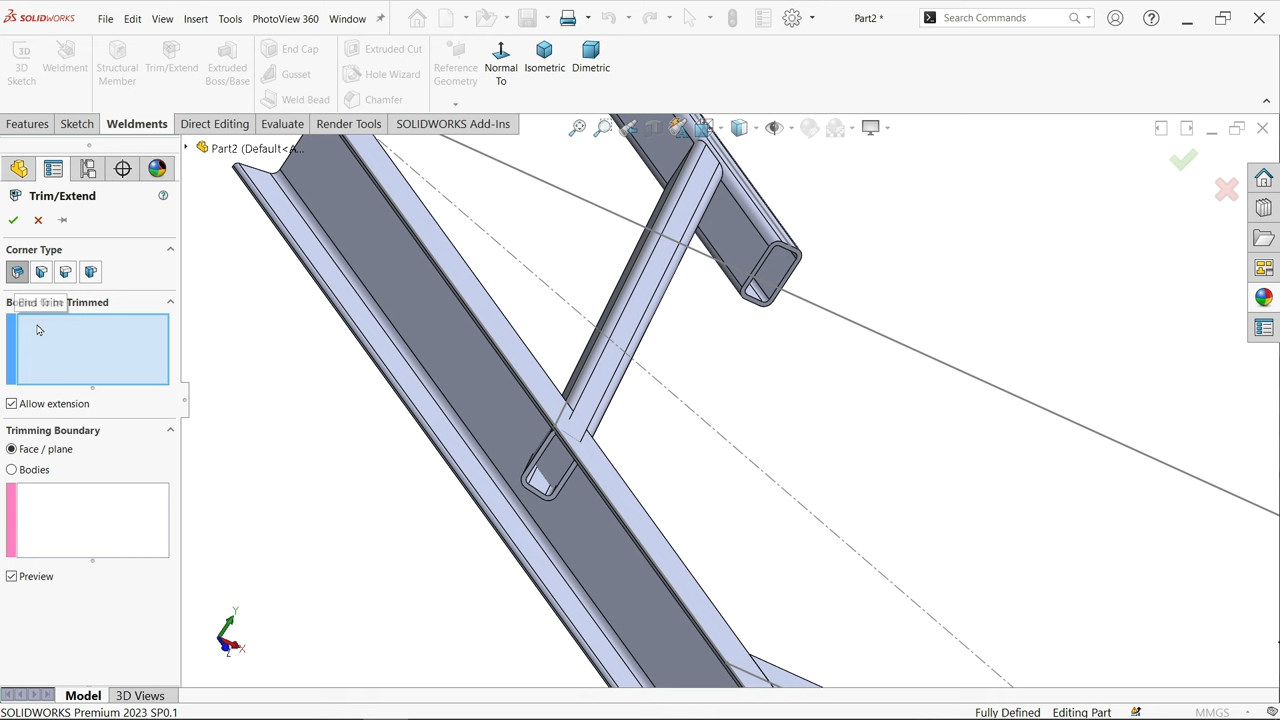 SOLIDWORKS File Edit View Insert Tools PhotoView 360 Window Part2 * Search Commands
3D Sketch
Weldment
Structural Member
Trim/Extend
Extruded Boss/Base
End Cap
Gusset
Weld Bead
Extruded Cut
Hole Wizard
Chamfer
Reference Geometry
Normal To
Isometric
Dimetric
Features Sketch Weldments Direct Editing Evaluate Render Tools SOLIDWORKS Add-Ins
Part2 (Default<A...
Trim/Extend
Corner Type
Trimmed
Allow extension
Trimming Boundary
Face / plane
Bodies
Preview
Y
X
Z
Model 3D Views
SOLIDWORKS Premium 2023 SP0.1 Fully Defined Editing Part MMGS